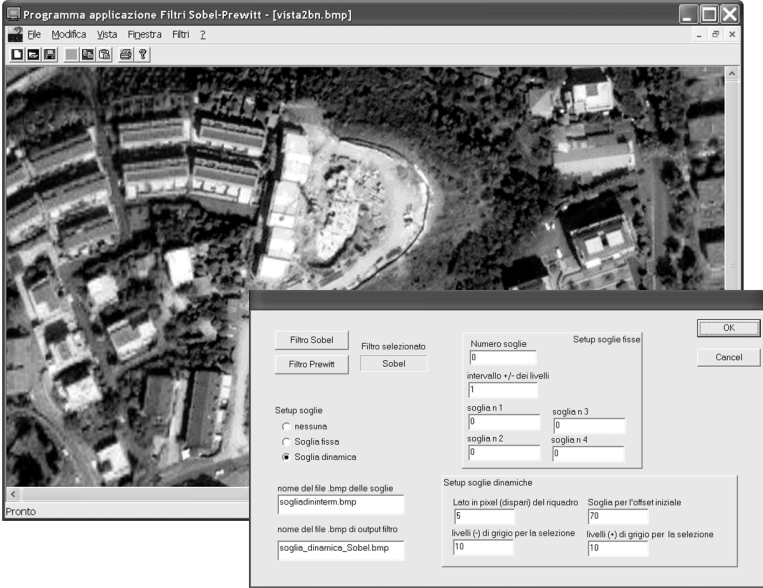 Programma applicazione Filtri Sobel-Prewitt - [vista2bn.bmp]
File Modifica Vista Finestra Filtri ?
Pronto
Filtro Sobel
Filtro Prewitt
Filtro selezionato
Sobel
Setup soglie
nessuna
Soglia fissa
Soglia dinamica
nome del file .bmp delle soglie
sogliadininterm.bmp
nome del file .bmp di output filtro
soglia_dinamica_Sobel.bmp
Setup soglie fisse
Numero soglie
0
intervallo +/- dei livelli
1
soglia n 1
0
soglia n 3
0
soglia n 2
0
soglia n 4
0
OK
Cancel
Setup soglie dinamiche
Lato in pixel (dispari) del riquadro
5
Soglia per l'offset iniziale
70
livelli (-) di grigio per la selezione
10
livelli (+) di grigio per la selezione
10